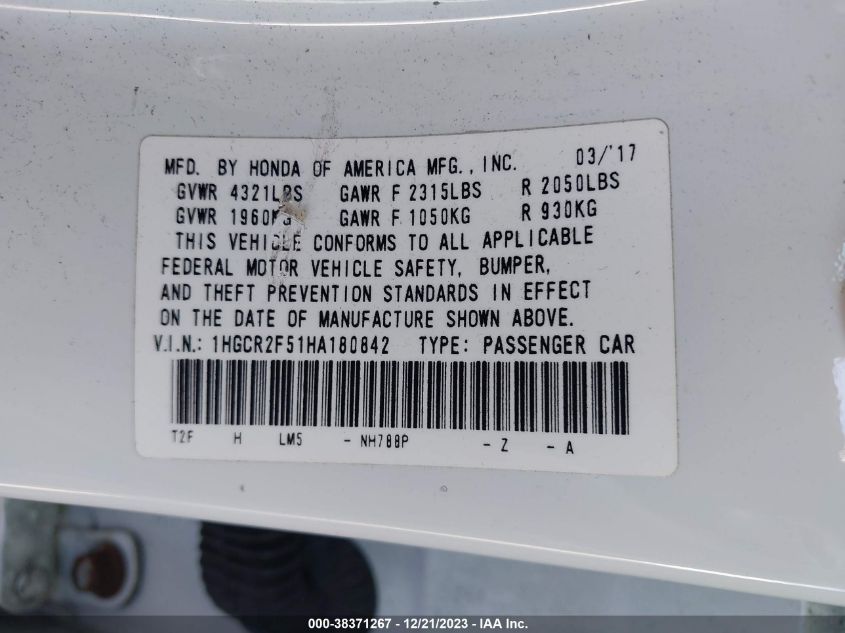 MFD. BY HONDA OF AMERICA MFG., INC. 03/'17
GVWR 4321LBS GAWR F 2315LBS R 2050LBS
GVWR 1960KG GAWR F 1050KG R 930KG
THIS VEHICLE CONFORMS TO ALL APPLICABLE
FEDERAL MOTOR VEHICLE SAFETY, BUMPER,
AND THEFT PREVENTION STANDARDS IN EFFECT
ON THE DATE OF MANUFACTURE SHOWN ABOVE.
V.I.N.: 1HGCR2F51HA180842 TYPE: PASSENGER CAR
T2F H LM5 - NH788P - Z - A
000-38371267 - 12/21/2023 - IAA Inc.